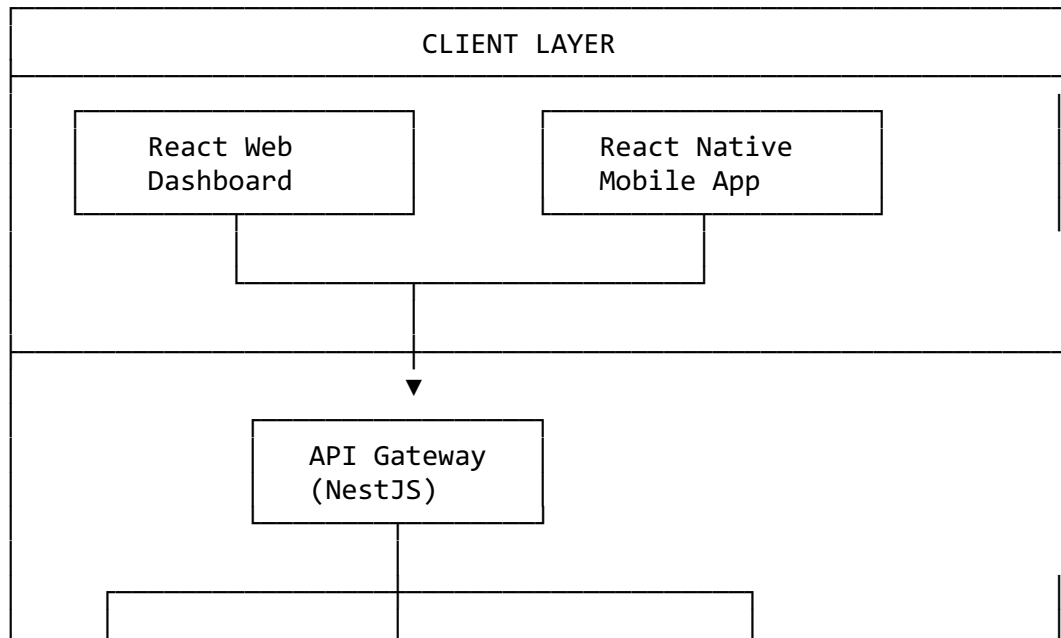 CLIENT LAYER
React Web
Dashboard
React Native
Mobile App
API Gateway
(NestJS)